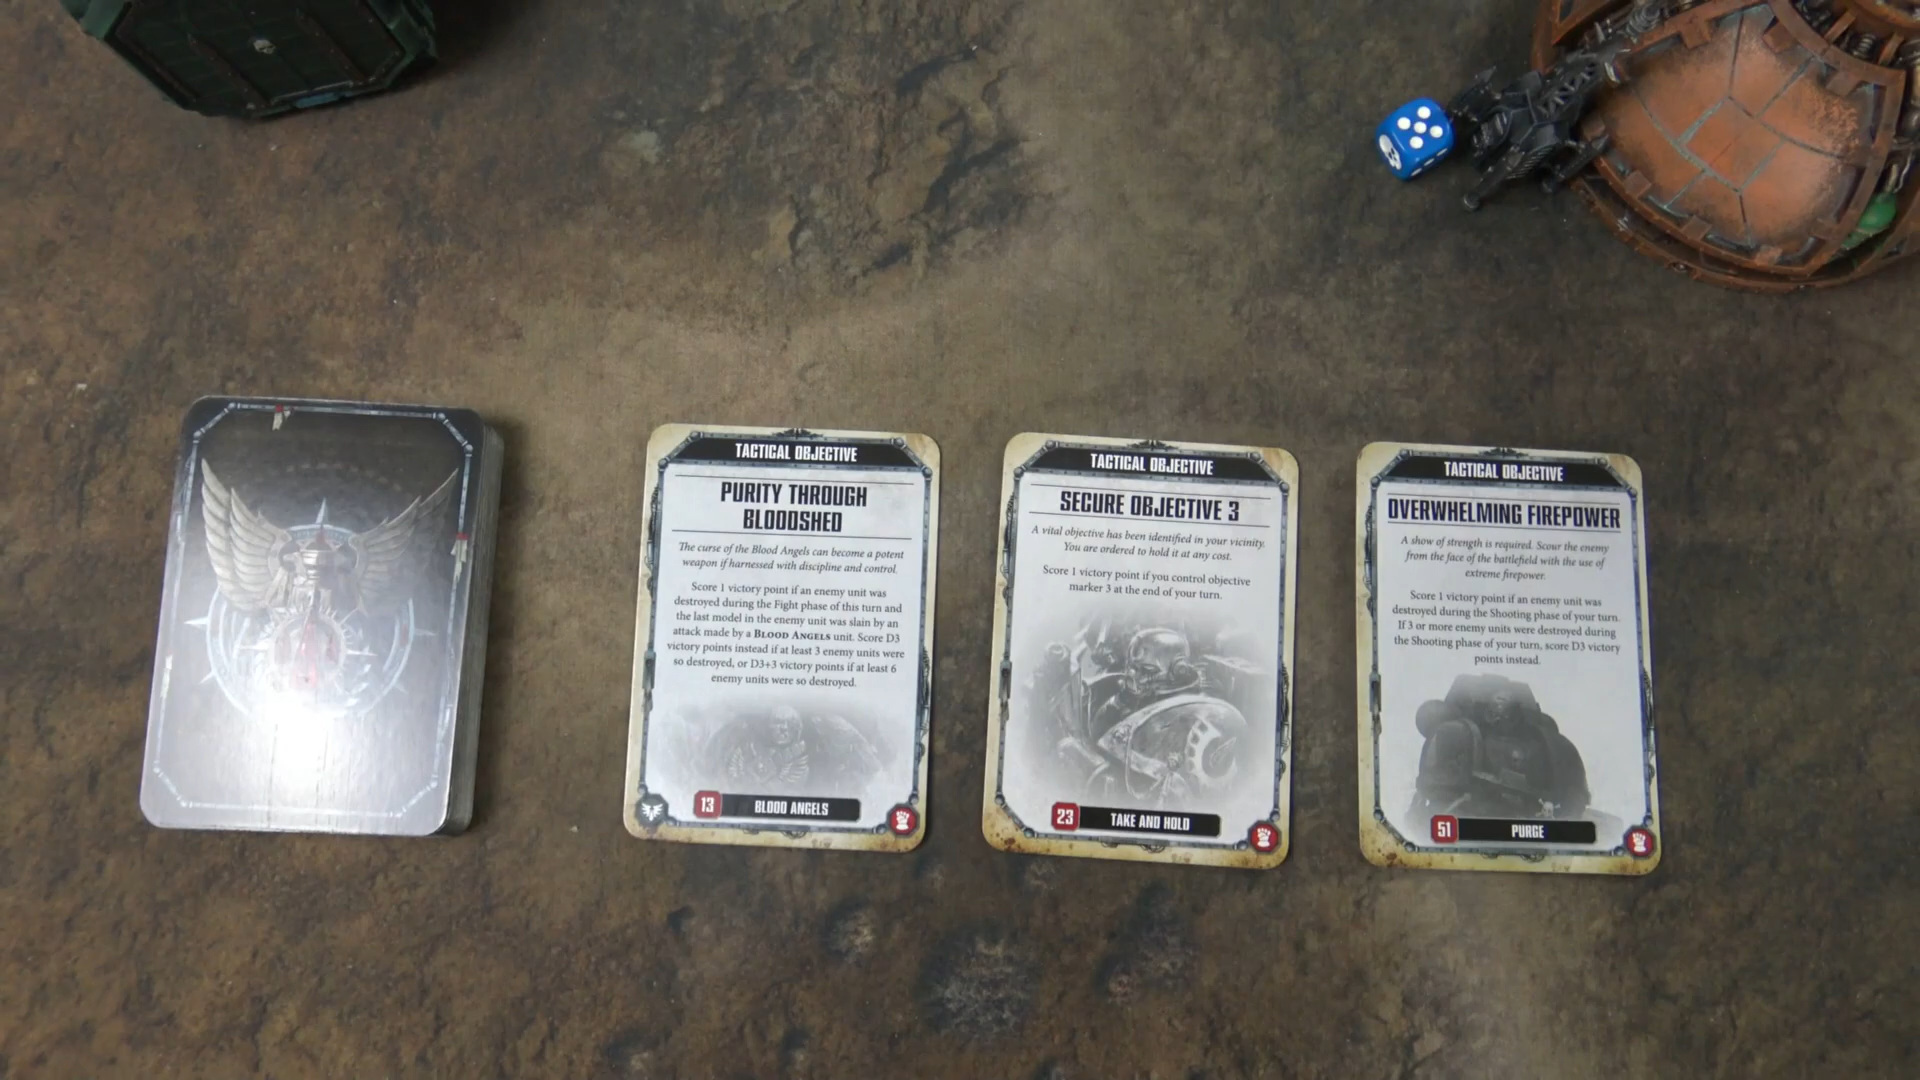 TACTICAL OBJECTIVE
PURITY THROUGH
BLOODSHED
The curse of the Blood Angels can become a potent
weapon if harnessed with discipline and control.
Score 1 victory point if an enemy unit was
destroyed during the Fight phase of this turn and
the last model in the enemy unit was slain by an
attack made by a BLOOD ANGELS unit. Score D3
victory points instead if at least 3 enemy units were
so destroyed, or D3+3 victory points if at least 6
enemy units were so destroyed.
13
BLOOD ANGELS
TACTICAL OBJECTIVE
SECURE OBJECTIVE 3
A vital objective has been identified in your vicinity.
You are ordered to hold it at any cost.
Score 1 victory point if you control objective
marker 3 at the end of your turn.
23
TAKE AND HOLD
TACTICAL OBJECTIVE
OVERWHELMING FIREPOWER
A show of strength is required. Scour the enemy
from the face of the battlefield with the use of
extreme firepower.
Score 1 victory point if an enemy unit was
destroyed during the Shooting phase of your turn.
If 3 or more enemy units were destroyed during
the Shooting phase of your turn, score D3 victory
points instead.
51
PURGE